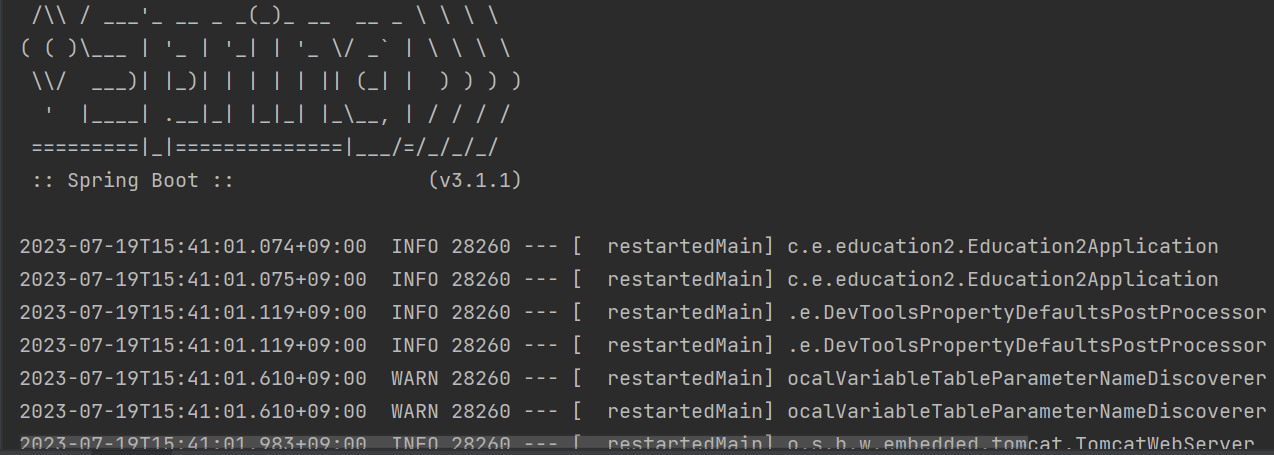 /\\ / ___'_ __ _ _(_)_ __  __ _ \ \ \ \
( ( )\___ | '_ | '_| | '_ \/ _` | \ \ \ \
 \\/  ___)| |_)| | | | | || (_| |  ) ) ) )
  '  |____| .__|_| |_|_| |_\__, | / / / /
 =========|_|==============|___/=/_/_/_/
 :: Spring Boot ::                (v3.1.1)
2023-07-19T15:41:01.074+09:00  INFO 28260 --- [  restartedMain] c.e.education2.Education2Application
2023-07-19T15:41:01.075+09:00  INFO 28260 --- [  restartedMain] c.e.education2.Education2Application
2023-07-19T15:41:01.119+09:00  INFO 28260 --- [  restartedMain] .e.DevToolsPropertyDefaultsPostProcessor
2023-07-19T15:41:01.119+09:00  INFO 28260 --- [  restartedMain] .e.DevToolsPropertyDefaultsPostProcessor
2023-07-19T15:41:01.610+09:00  WARN 28260 --- [  restartedMain] ocalVariableTableParameterNameDiscoverer
2023-07-19T15:41:01.610+09:00  WARN 28260 --- [  restartedMain] ocalVariableTableParameterNameDiscoverer
2023-07-19T15:41:01.983+09:00  INFO 28260 --- [  restartedMain] o.s.b.w.embedded.tomcat.TomcatWebServer